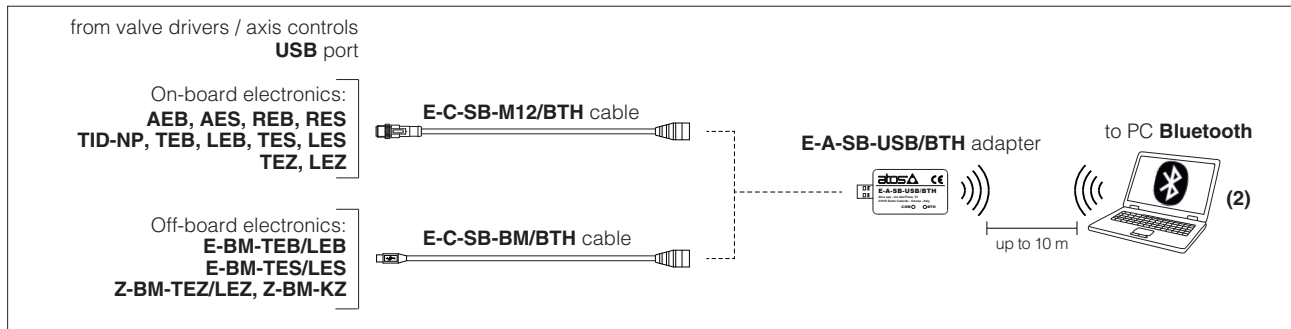 from valve drivers / axis controls
USB port
On-board electronics:
AEB, AES, REB, RES
TID-NP, TEB, LEB, TES, LES
TEZ, LEZ
E-C-SB-M12/BTH cable
Off-board electronics:
E-BM-TEB/LEB
E-BM-TES/LES
Z-BM-TEZ/LEZ, Z-BM-KZ
E-C-SB-BM/BTH cable
E-A-SB-USB/BTH adapter
atos CE
E-A-SB-USB/BTH
COM BTH
up to 10 m
to PC Bluetooth
(2)